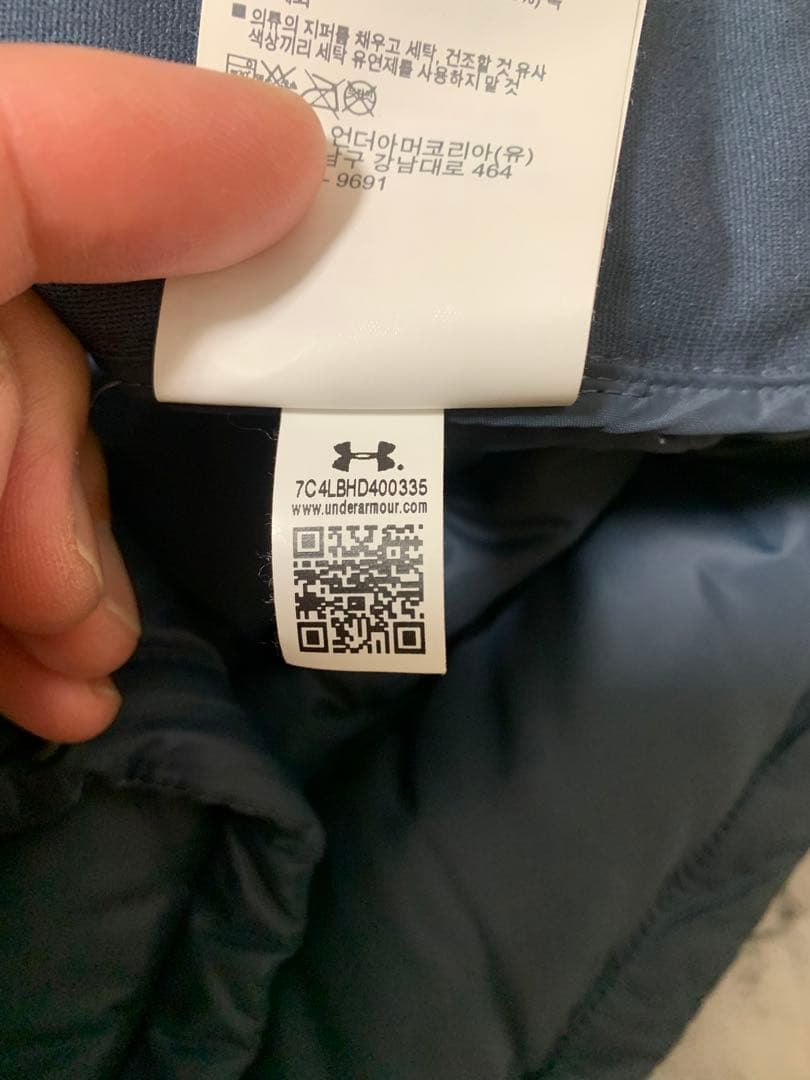 ■ 의류의 지퍼를 채우고 세탁, 건조할 것 유사
색상끼리 세탁 유연제를 사용하지 말 것
언더아머코리아(유)
남구 강남대로 464
- 9691
7C4LBHD400335
www.underarmour.com